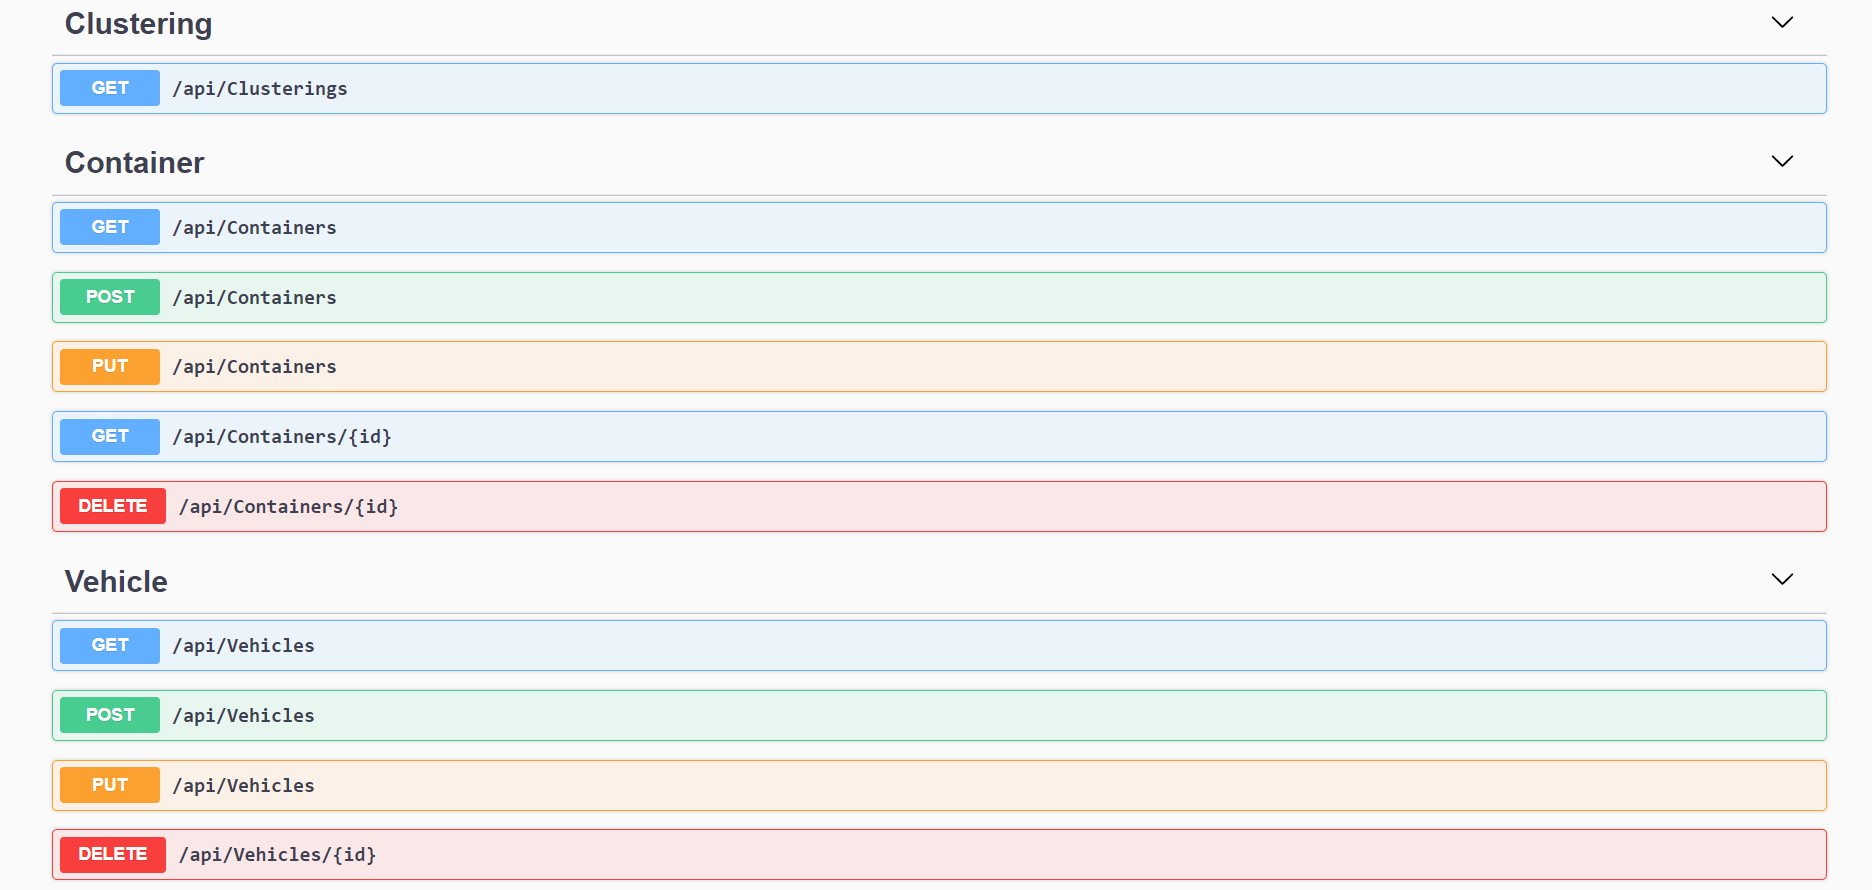 Clustering
GET /api/Clusterings
Container
GET /api/Containers
POST /api/Containers
PUT /api/Containers
GET /api/Containers/{id}
DELETE /api/Containers/{id}
Vehicle
GET /api/Vehicles
POST /api/Vehicles
PUT /api/Vehicles
DELETE /api/Vehicles/{id}